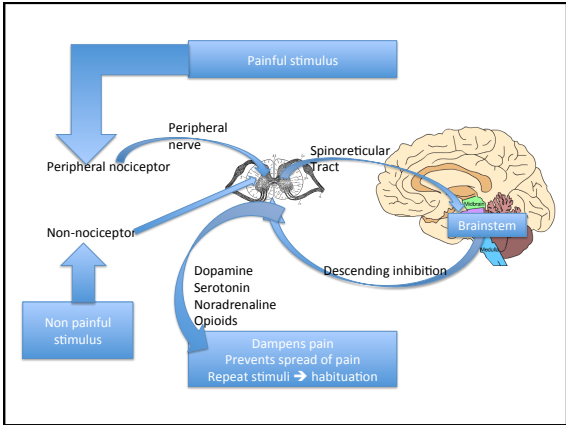 Painful stimulus
Peripheral
nerve
Spinoreticular
Tract
Peripheral nociceptor
Midbrain
Brainstem
Medulla
Non-nociceptor
Dopamine
Serotonin
Noradrenaline
Opioids
Descending inhibition
Non painful
stimulus
Dampens pain
Prevents spread of pain
Repeat stimuli ➔ habituation